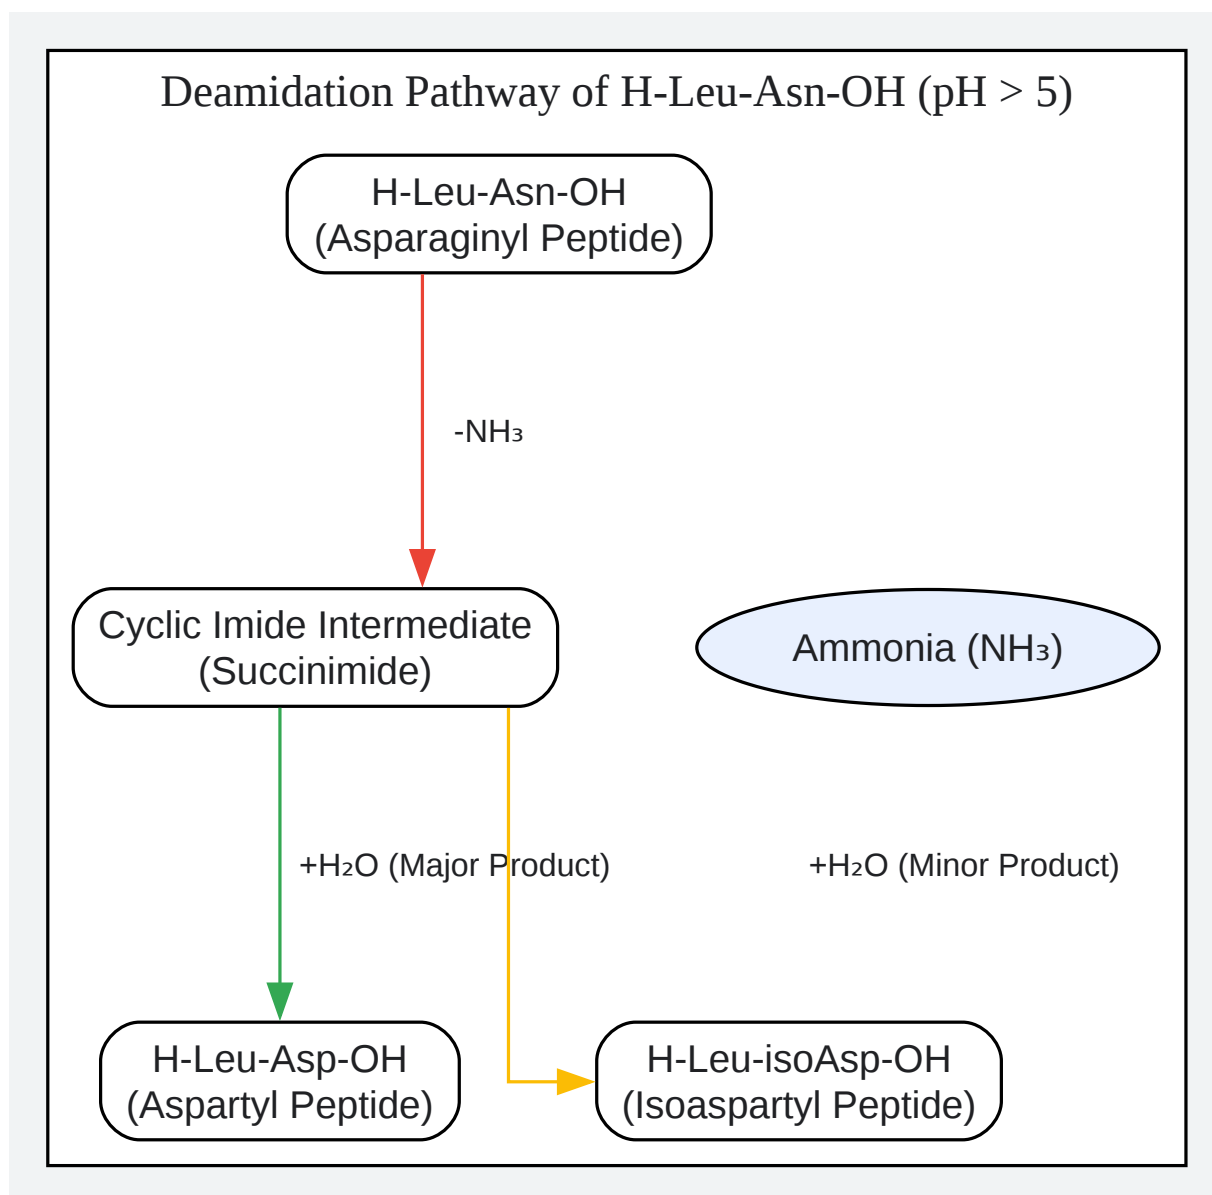 Deamidation Pathway of H-Leu-Asn-OH (pH > 5)
H-Leu-Asn-OH
(Asparaginyl Peptide)
-NH₃
Cyclic Imide Intermediate
(Succinimide)
Ammonia (NH₃)
+H₂O (Major Product)
+H₂O (Minor Product)
H-Leu-Asp-OH
(Aspartyl Peptide)
H-Leu-isoAsp-OH
(Isoaspartyl Peptide)